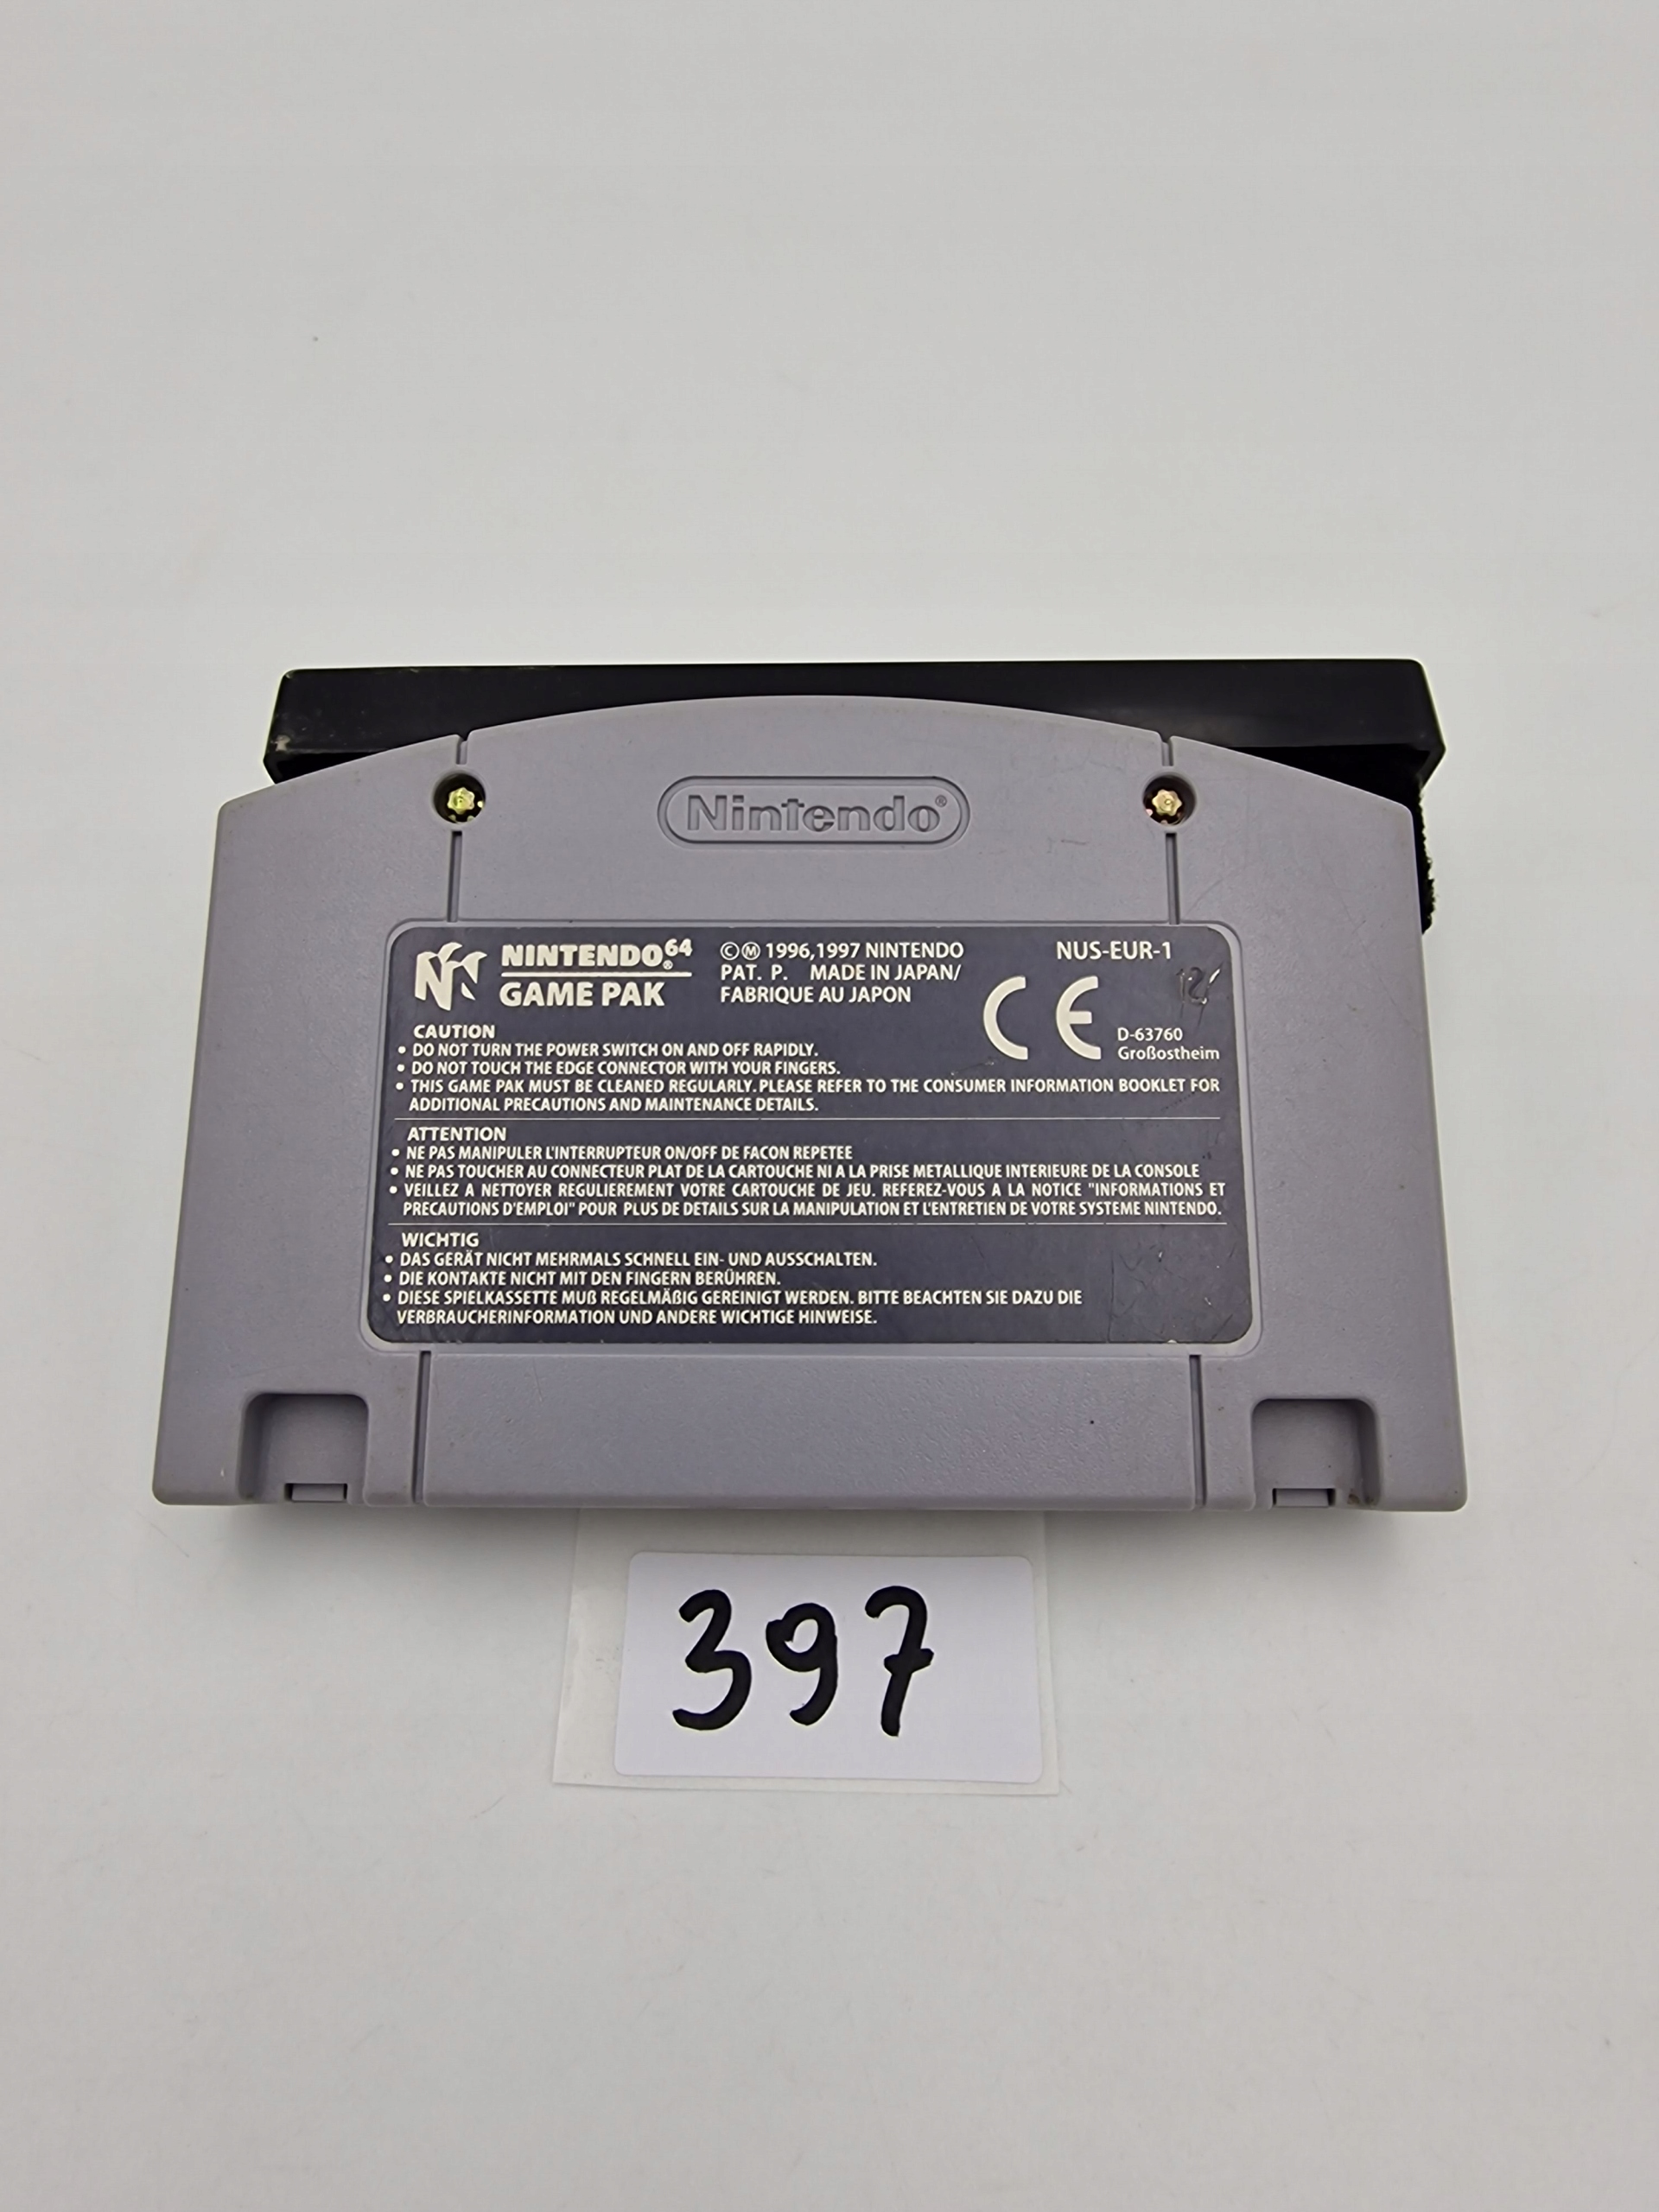 Nintendo®
NINTENDO 64® ©Ⓜ 1996,1997 NINTENDO NUS-EUR-1
GAME PAK PAT. P. MADE IN JAPAN/
FABRIQUE AU JAPON
CE
D-63760
Großostheim
CAUTION
• DO NOT TURN THE POWER SWITCH ON AND OFF RAPIDLY.
• DO NOT TOUCH THE EDGE CONNECTOR WITH YOUR FINGERS.
• THIS GAME PAK MUST BE CLEANED REGULARLY. PLEASE REFER TO THE CONSUMER INFORMATION BOOKLET FOR
ADDITIONAL PRECAUTIONS AND MAINTENANCE DETAILS.
ATTENTION
• NE PAS MANIPULER L'INTERRUPTEUR ON/OFF DE FACON REPETEE
• NE PAS TOUCHER AU CONNECTEUR PLAT DE LA CARTOUCHE NI A LA PRISE METALLIQUE INTERIEURE DE LA CONSOLE
• VEILLEZ A NETTOYER REGULIEREMENT VOTRE CARTOUCHE DE JEU. REFEREZ-VOUS A LA NOTICE "INFORMATIONS ET
PRECAUTIONS D'EMPLOI" POUR PLUS DE DETAILS SUR LA MANIPULATION ET L'ENTRETIEN DE VOTRE SYSTEME NINTENDO.
WICHTIG
• DAS GERÄT NICHT MEHRMALS SCHNELL EIN- UND AUSSCHALTEN.
• DIE KONTAKTE NICHT MIT DEN FINGERN BERÜHREN.
• DIESE SPIELKASSETTE MUß REGELMÄßIG GEREINIGT WERDEN. BITTE BEACHTEN SIE DAZU DIE
VERBRAUCHERINFORMATION UND ANDERE WICHTIGE HINWEISE.
397